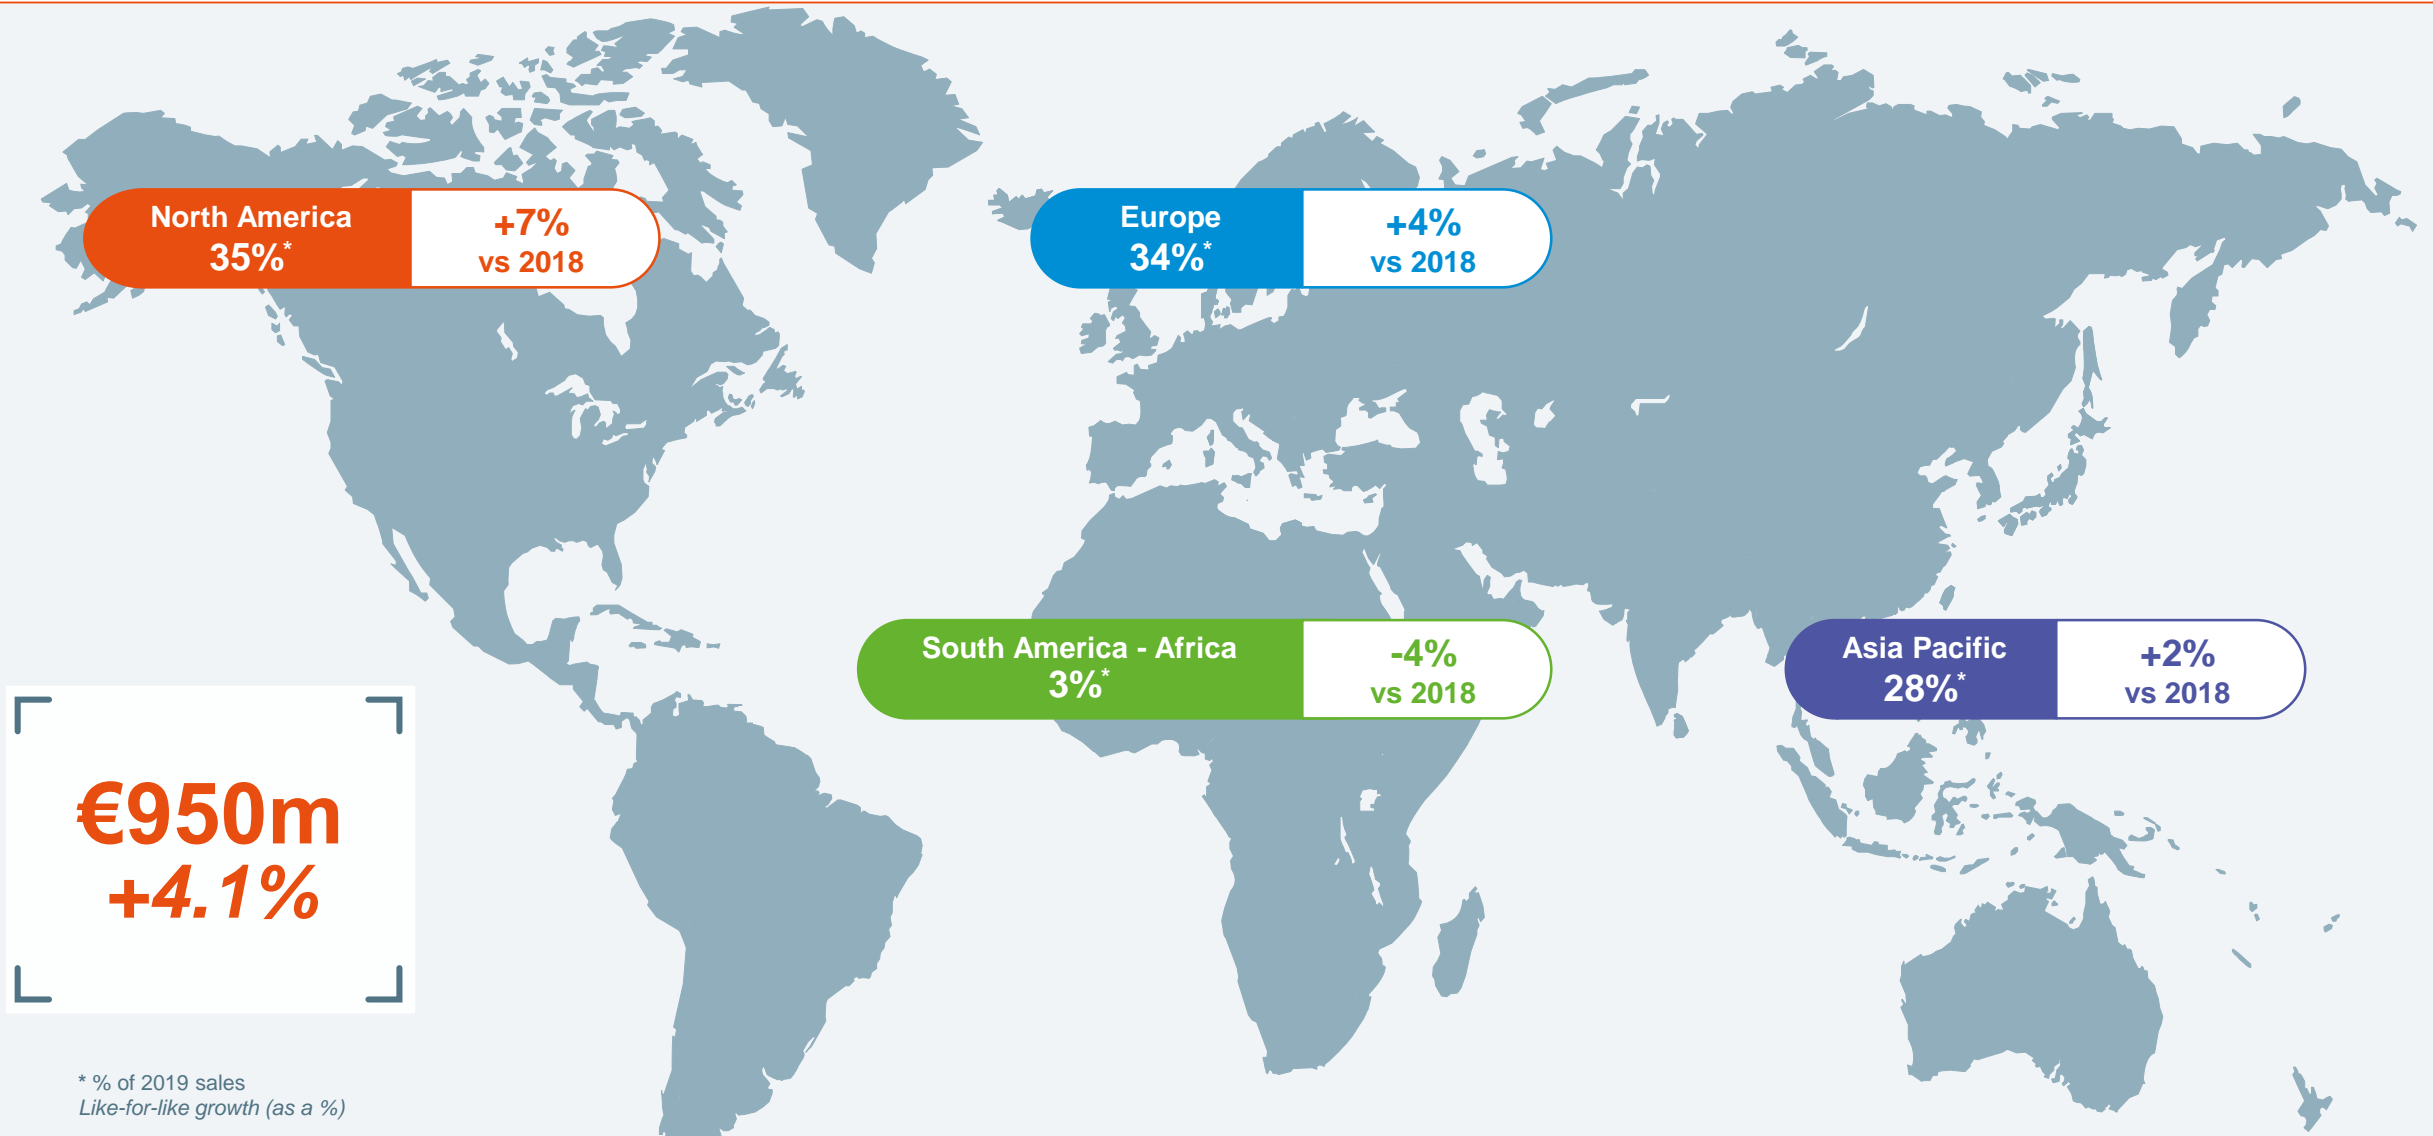 North America
35%*
+7%
vs 2018
Europe
34%*
+4%
vs 2018
South America - Africa
3%*
-4%
vs 2018
Asia Pacific
28%*
+2%
vs 2018
€950m
+4.1%
* % of 2019 sales
Like-for-like growth (as a %)